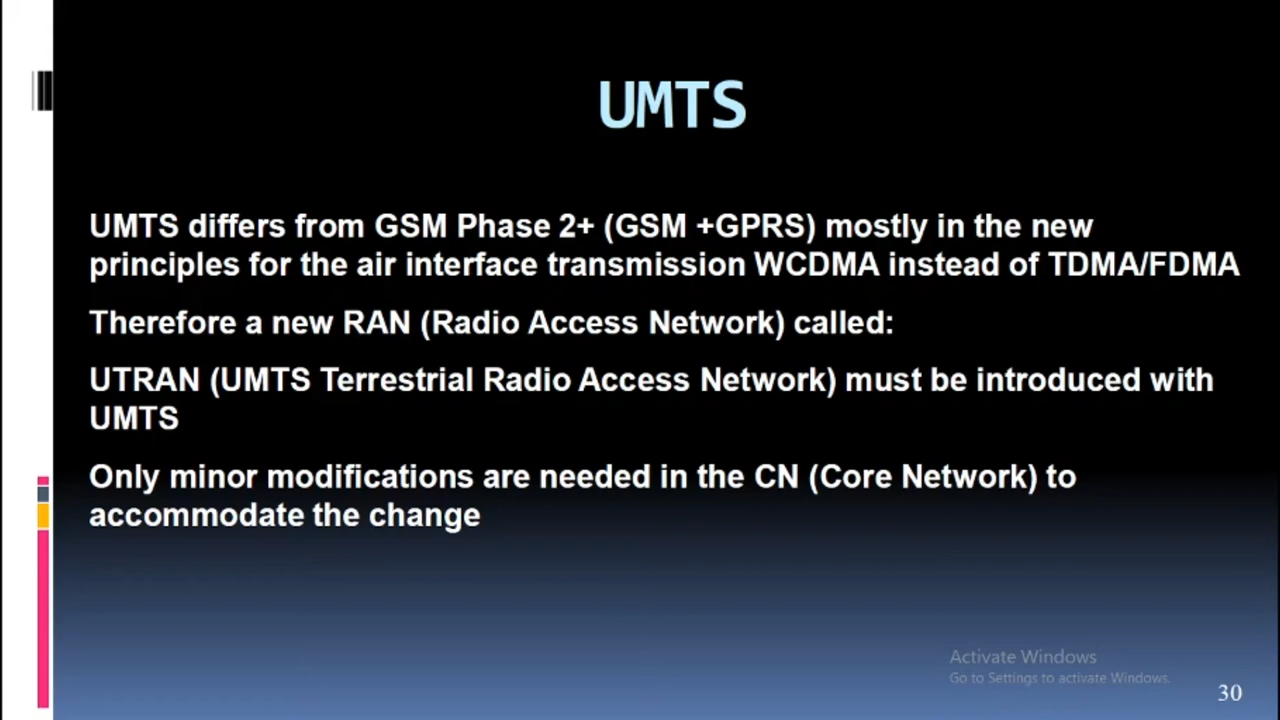 UMTS
UMTS differs from GSM Phase 2+ (GSM +GPRS) mostly in the new
principles for the air interface transmission WCDMA instead of TDMA/FDMA
Therefore a new RAN (Radio Access Network) called:
UTRAN (UMTS Terrestrial Radio Access Network) must be introduced with
UMTS
Only minor modifications are needed in the CN (Core Network) to
accommodate the change
Activate Windows
Go to Settings to activate Windows.
30